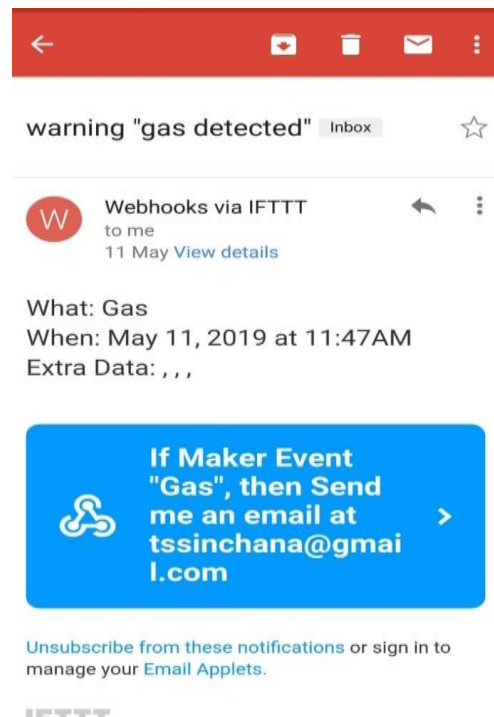 warning "gas detected" Inbox
W
Webhooks via IFTTT
to me
11 May View details
What: Gas
When: May 11, 2019 at 11:47AM
Extra Data: , , ,
If Maker Event
"Gas", then Send
me an email at
tssinchana@gmai
l.com
Unsubscribe from these notifications or sign in to
manage your Email Applets.
IFTTT